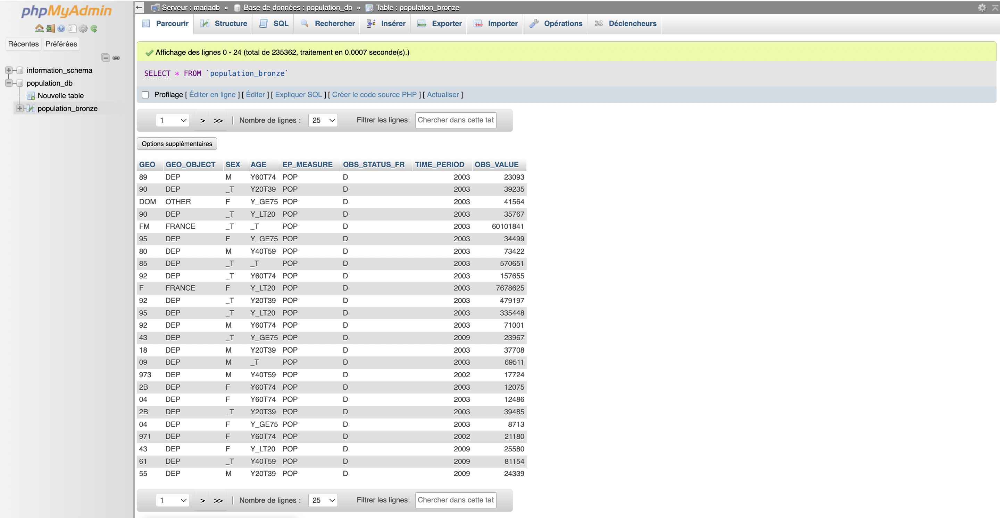 phpMyAdmin
Récentes Préférées
information_schema
population_db
Nouvelle table
population_bronze
Serveur : mariadb » Base de données : population_db » Table : population_bronze
Parcourir Structure SQL Rechercher Insérer Exporter Importer Opérations Déclencheurs
Affichage des lignes 0 - 24 (total de 235362, traitement en 0.0007 seconde(s).)
SELECT * FROM `population_bronze`
Profilage [ Éditer en ligne ] [ Éditer ] [ Expliquer SQL ] [ Créer le code source PHP ] [ Actualiser ]
1 > >> | Nombre de lignes : 25 Filtrer les lignes: Chercher dans cette tab
Options supplémentaires
GEO GEO_OBJECT SEX AGE EP_MEASURE OBS_STATUS_FR TIME_PERIOD OBS_VALUE
89 DEP M Y60T74 POP D 2003 23093
90 DEP _T Y20T39 POP D 2003 39235
DOM OTHER F Y_GE75 POP D 2003 41564
90 DEP _T Y_LT20 POP D 2003 35767
FM FRANCE _T _T POP D 2003 60101841
95 DEP F Y_GE75 POP D 2003 34499
80 DEP M Y40T59 POP D 2003 73422
85 DEP _T _T POP D 2003 570651
92 DEP _T Y60T74 POP D 2003 157655
F FRANCE F Y_LT20 POP D 2003 7678625
92 DEP _T Y20T39 POP D 2003 479197
95 DEP _T Y_LT20 POP D 2003 335448
92 DEP M Y60T74 POP D 2003 71001
43 DEP _T Y_GE75 POP D 2009 23967
18 DEP M Y20T39 POP D 2003 37708
09 DEP M _T POP D 2003 69511
973 DEP M Y40T59 POP D 2002 17724
2B DEP F Y60T74 POP D 2003 12075
04 DEP F Y60T74 POP D 2003 12486
2B DEP _T Y20T39 POP D 2003 39485
04 DEP F Y_GE75 POP D 2003 8713
971 DEP F Y60T74 POP D 2002 21180
43 DEP F Y_LT20 POP D 2009 25580
61 DEP _T Y40T59 POP D 2009 81154
55 DEP M Y20T39 POP D 2009 24339
1 > >> | Nombre de lignes : 25 Filtrer les lignes: Chercher dans cette tab